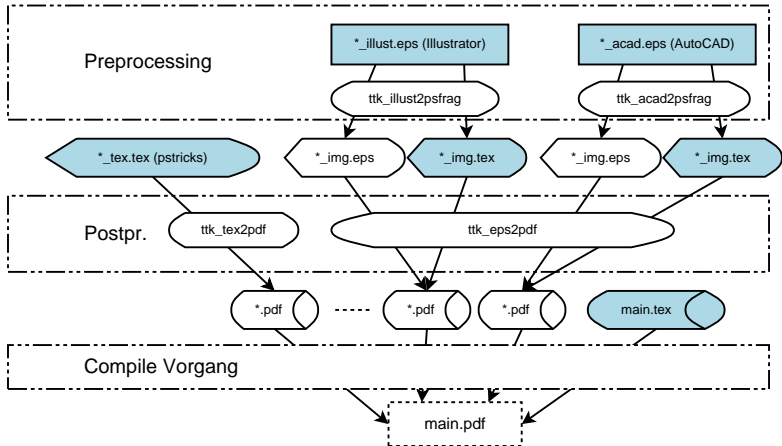 *_illust.eps (Illustrator)
*_acad.eps (AutoCAD)
Preprocessing
ttk_illust2psfrag
ttk_acad2psfrag
*_tex.tex (pstricks)
*_img.eps
*_img.tex
*_img.eps
*_img.tex
Postpr.
ttk_tex2pdf
ttk_eps2pdf
*.pdf
*.pdf
*.pdf
main.tex
Compile Vorgang
main.pdf